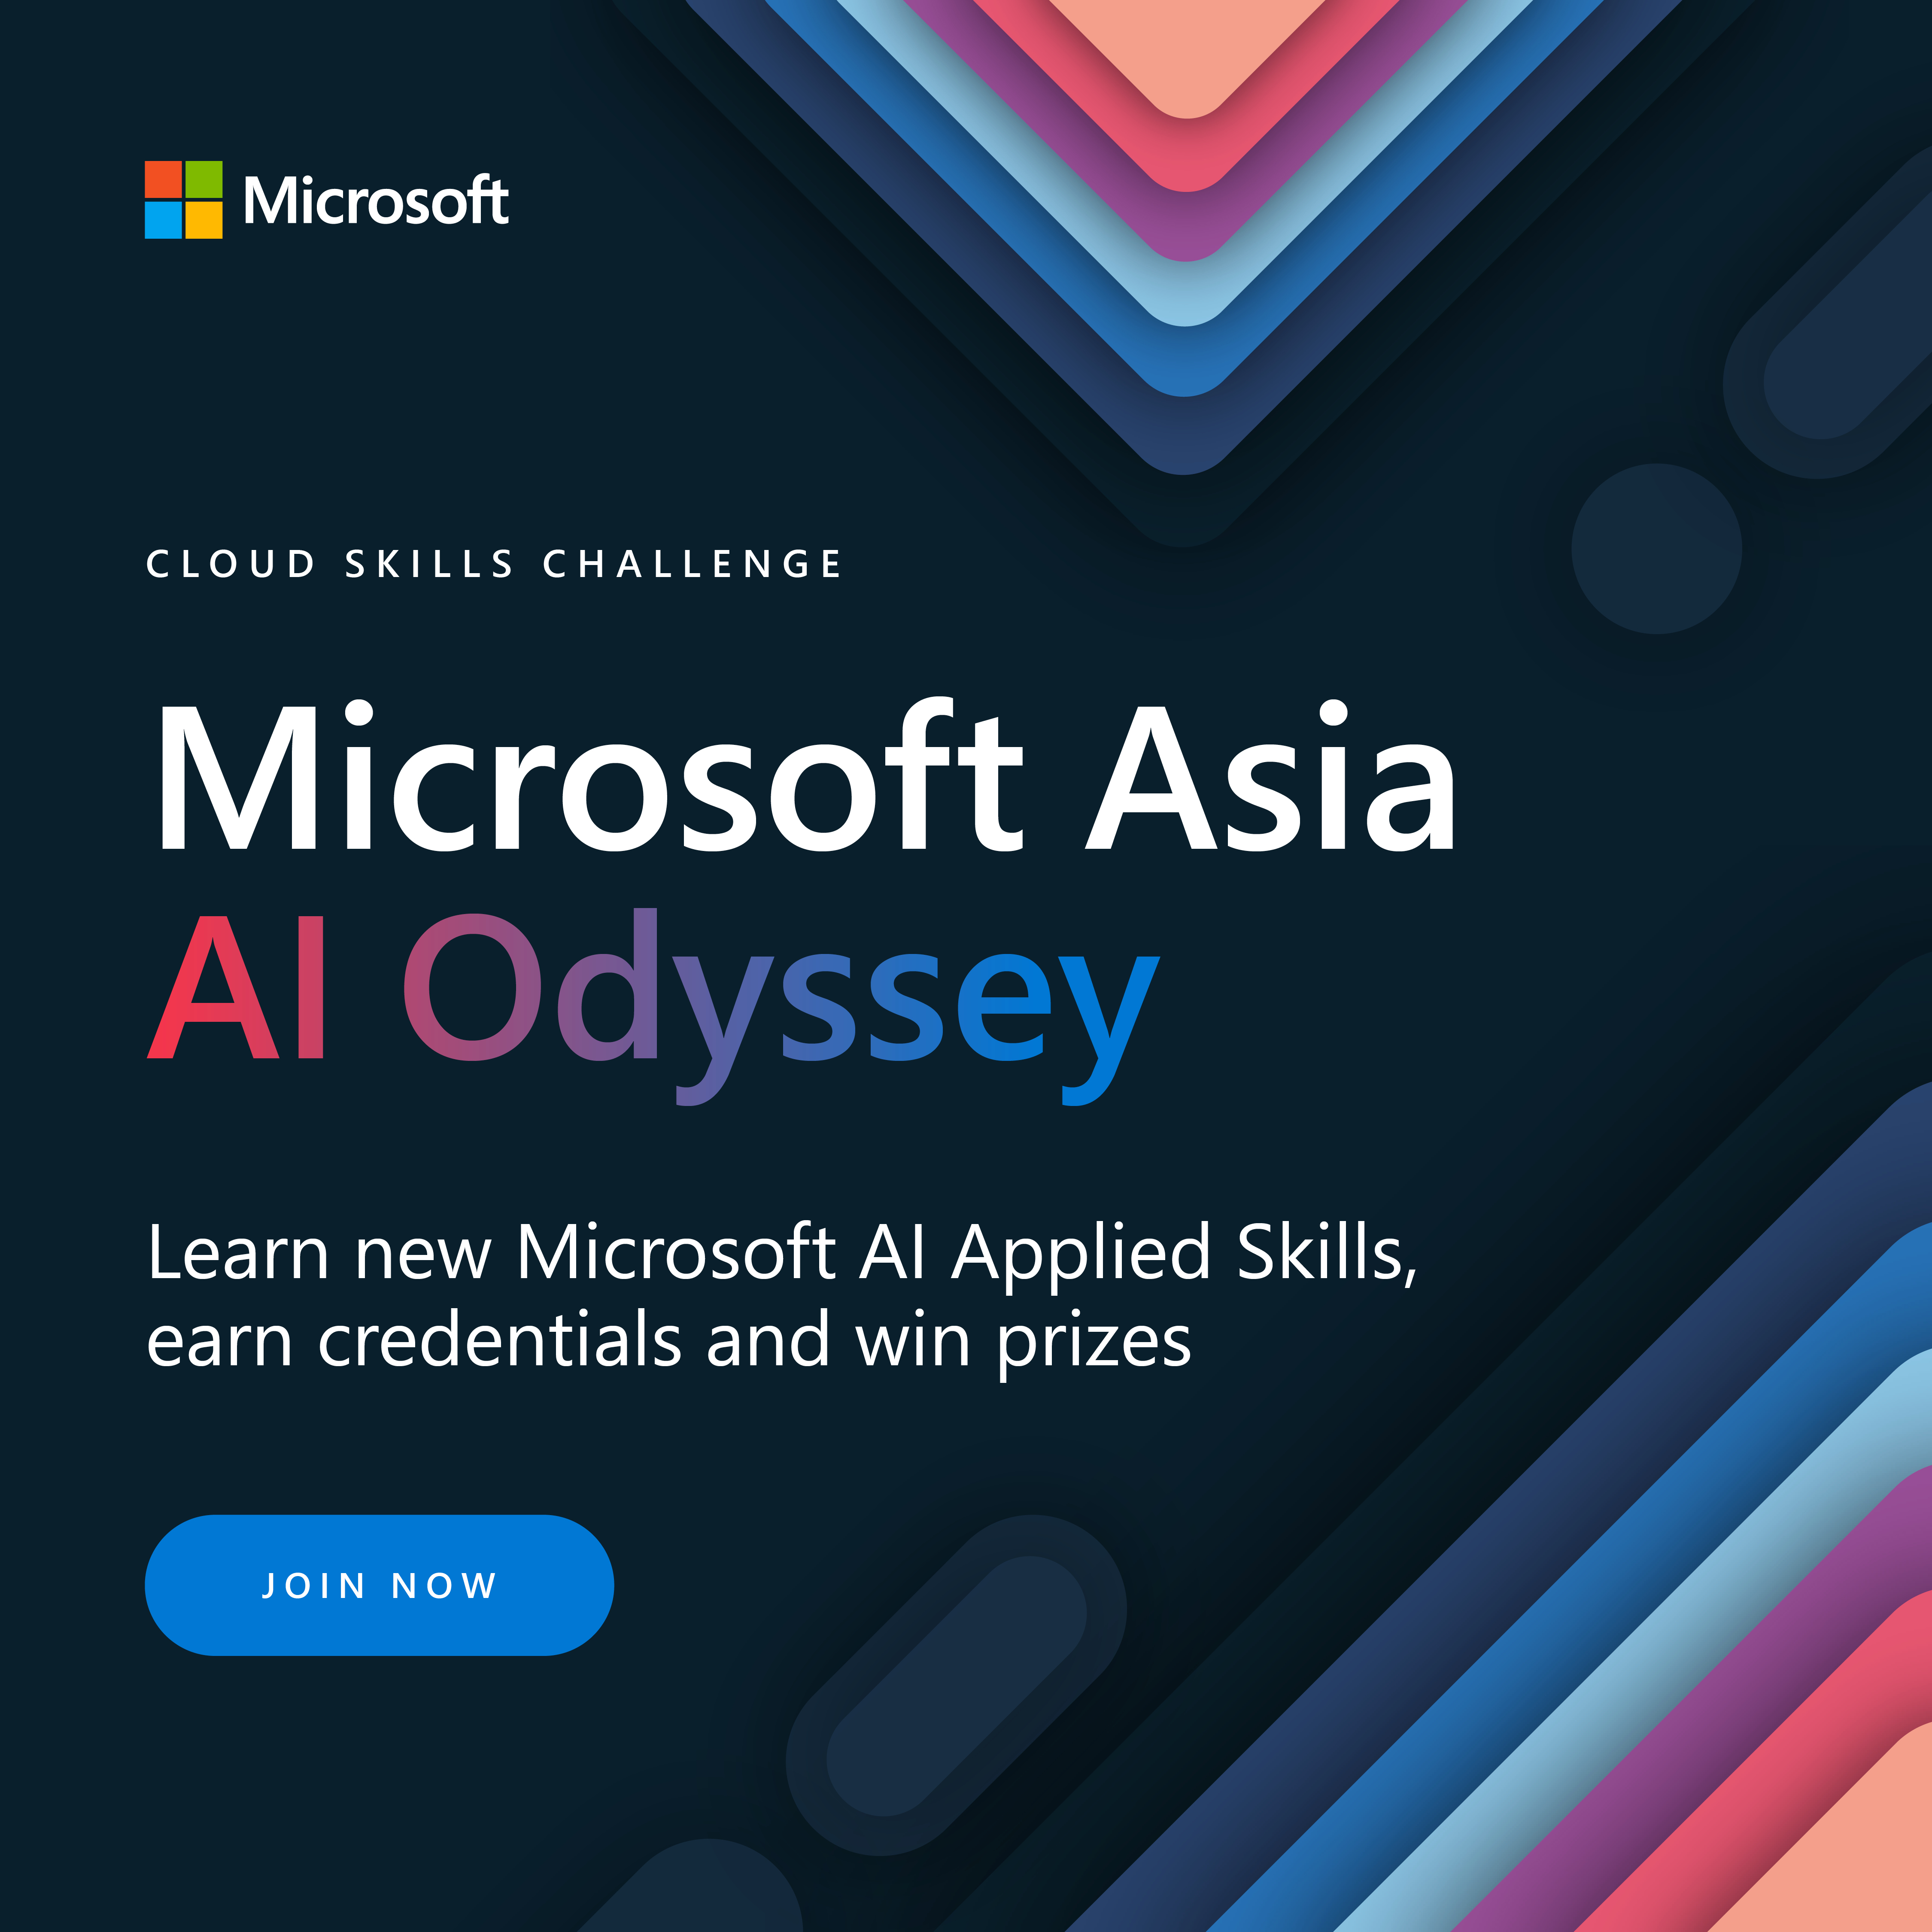 Microsoft
CLOUD SKILLS CHALLENGE
Microsoft Asia
AI Odyssey
Learn new Microsoft AI Applied Skills,
earn credentials and win prizes
JOIN NOW